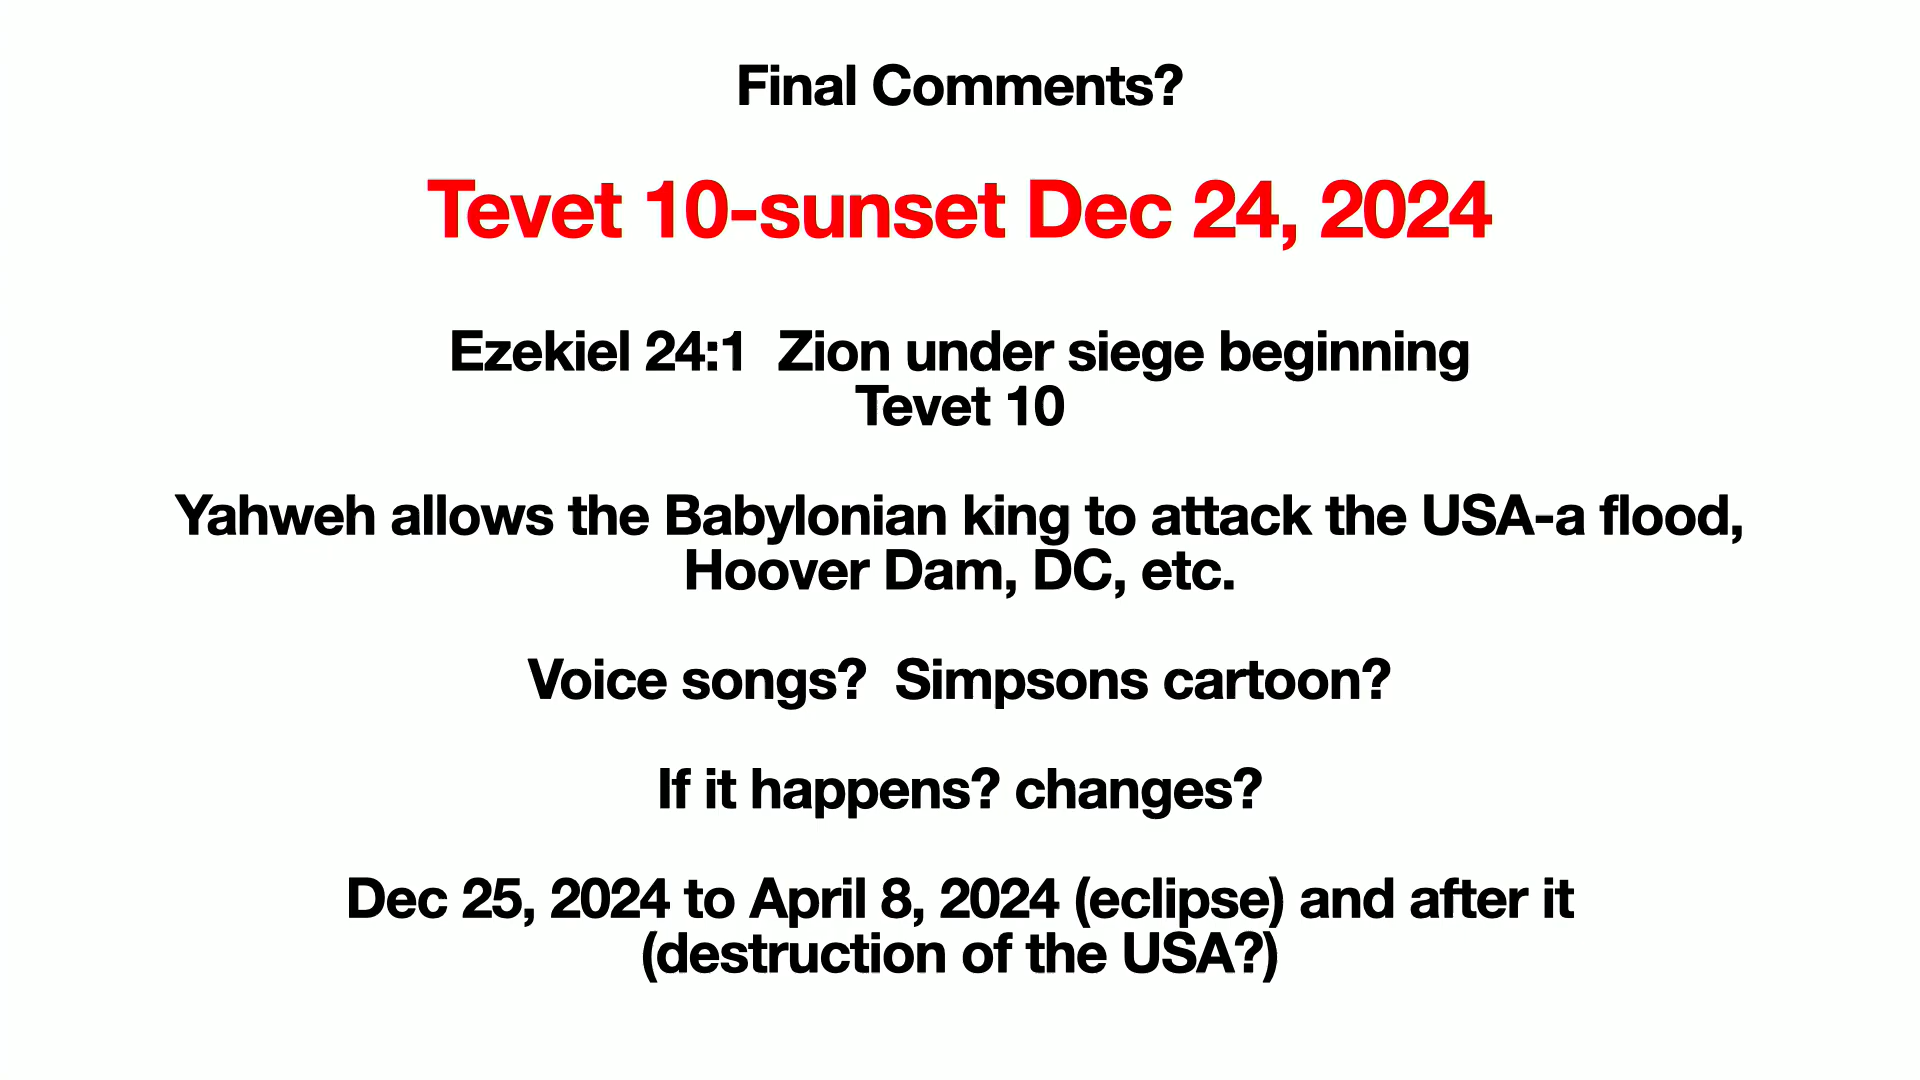 Final Comments?
Tevet 10-sunset Dec 24, 2024
Ezekiel 24:1  Zion under siege beginning
Tevet 10
Yahweh allows the Babylonian king to attack the USA-a flood,
Hoover Dam, DC, etc.
Voice songs?  Simpsons cartoon?
If it happens? changes?
Dec 25, 2024 to April 8, 2024 (eclipse) and after it
(destruction of the USA?)